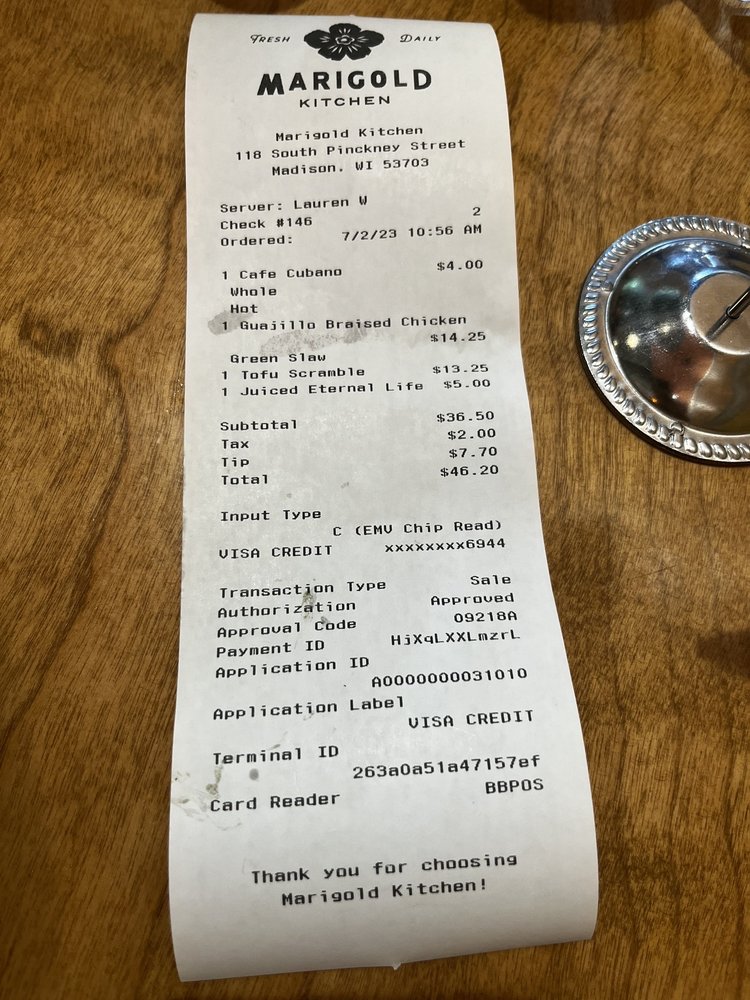 FRESH DAILY
MARIGOLD
KITCHEN
Marigold Kitchen
118 South Pinckney Street
Madison, WI 53703
Server: Lauren W
Check #146 2
Ordered: 7/2/23 10:56 AM
1 Cafe Cubano $4.00
Whole
Hot
1 Guajillo Braised Chicken
$14.25
Green Slaw
1 Tofu Scramble $13.25
1 Juiced Eternal Life $5.00
Subtotal $36.50
Tax $2.00
Tip $7.70
Total $46.20
Input Type
C (EMV Chip Read)
VISA CREDIT xxxxxxxx6944
Transaction Type Sale
Authorization Approved
Approval Code 09218A
Payment ID HjXqLXXLmzrL
Application ID
A0000000031010
Application Label
VISA CREDIT
Terminal ID
263a0a51a47157ef
Card Reader BBPOS
Thank you for choosing
Marigold Kitchen!